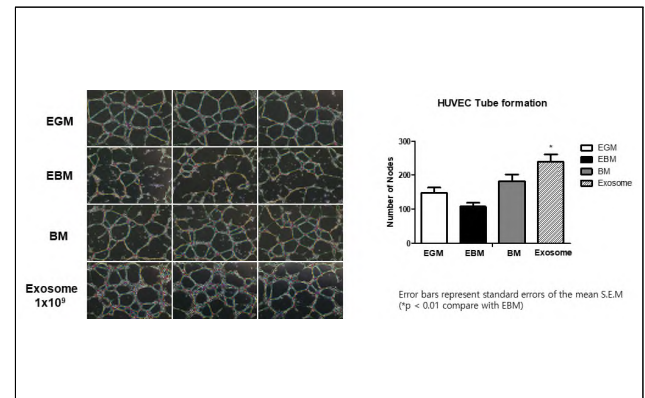 EGM
EBM
BM
Exosome
1x10⁹
HUVEC Tube formation
Number of Nodes
300
200
100
0
*
EGM
EBM
BM
Exosome
EGM
EBM
BM
Exosome
Error bars represent standard errors of the mean S.E.M
(*p < 0.01 compare with EBM)